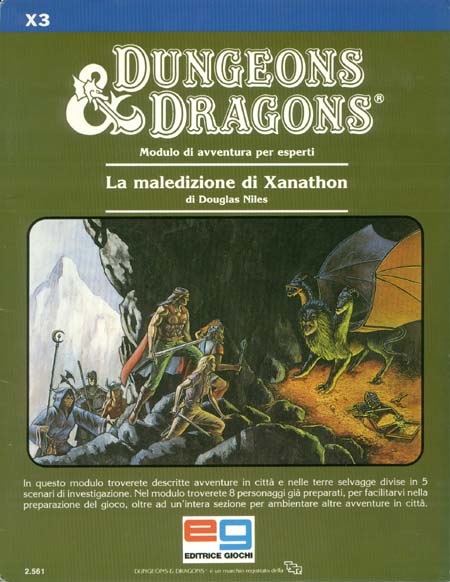 X3
DUNGEONS
& DRAGONS®
Modulo di avventura per esperti
La maledizione di Xanathon
di Douglas Niles
In questo modulo troverete descritte avventure in città e nelle terre selvagge divise in 5
scenari di investigazione. Nel modulo troverete 8 personaggi già preparati, per facilitarvi nella
preparazione del gioco, oltre ad un'intera sezione per ambientare altre avventure in città.
eg
EDITRICE GIOCHI
2.561
DUNGEONS & DRAGONS® è un marchio registrato della TSR